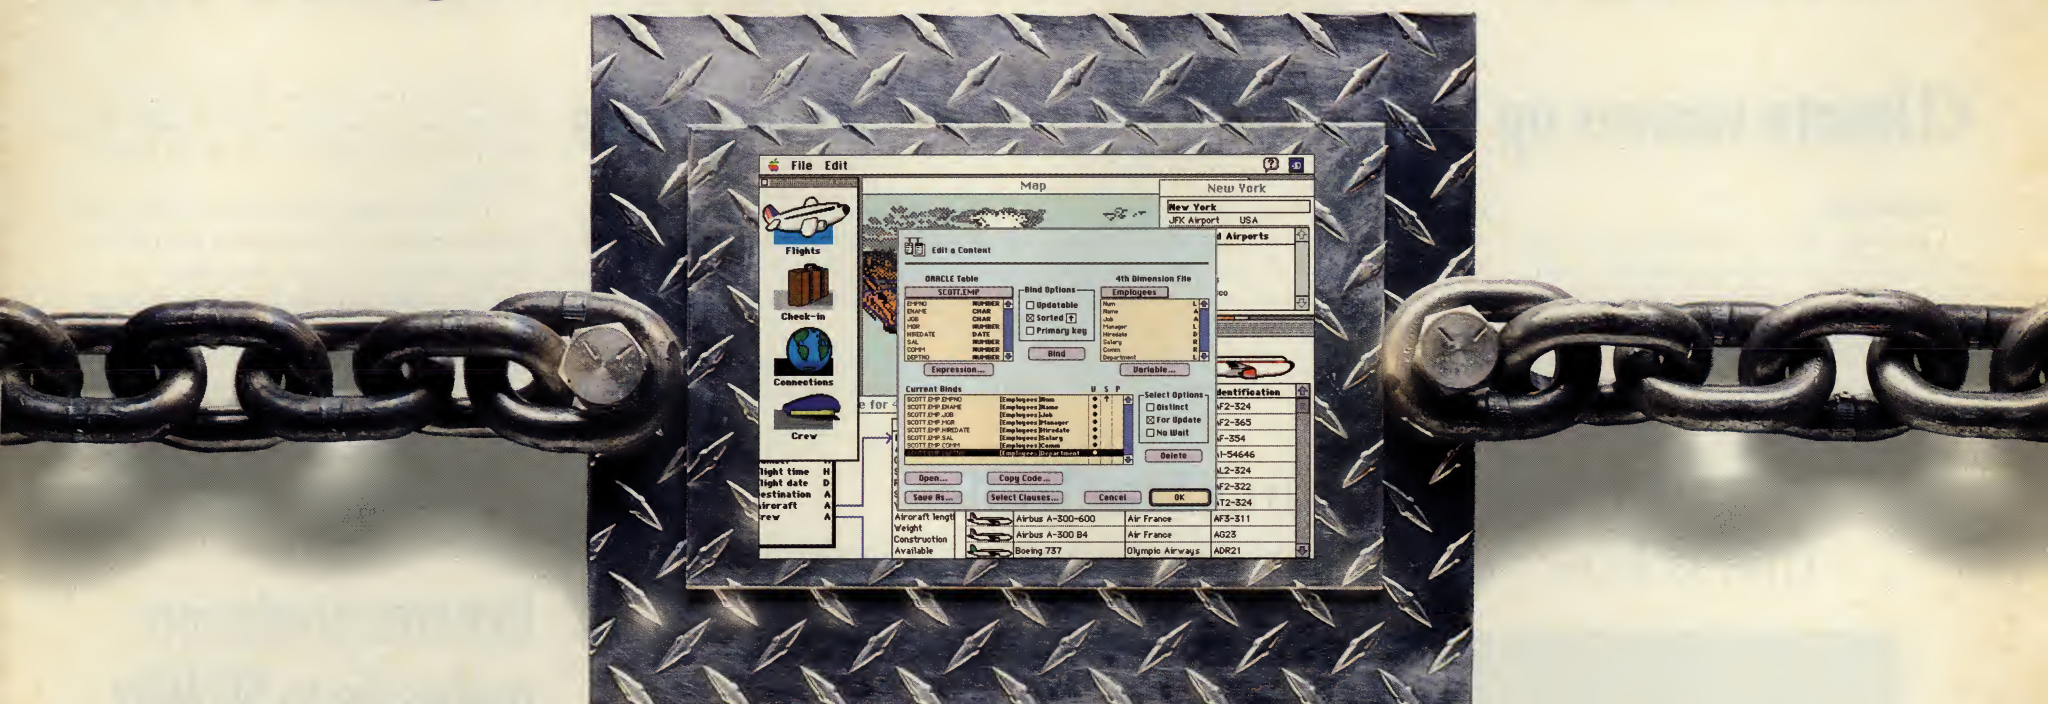 File Edit
Map
New York
New York
JFK Airport USA
d Airports
Flights
Check-in
Connections
Crew
Edit a Context
ORACLE Table
4th Dimension File
SCOTT.EMP
Bind Options
Employees
EMPNO NUMBER
ENAME CHAR
JOB CHAR
MGR NUMBER
HIREDATE DATE
SAL NUMBER
COMM NUMBER
DEPTNO NUMBER
Updatable
Sorted
Primary key
Bind
Num L
Name A
Job A
Manager L
Hiredate D
Salary R
Comm R
Department L
Expression...
Variable...
Current Binds U S P
SCOTT.EMP.EMPNO [Employees]Num
SCOTT.EMP.ENAME [Employees]Name
SCOTT.EMP.JOB [Employees]Job
SCOTT.EMP.MGR [Employees]Manager
SCOTT.EMP.HIREDATE [Employees]Hiredate
SCOTT.EMP.SAL [Employees]Salary
SCOTT.EMP.COMM [Employees]Comm
SCOTT.EMP.DEPTNO [Employees]Department
Select Options
Distinct
For Update
No Wait
Delete
Open...
Copy Code...
Save As...
Select Clauses...
Cancel
OK
e for 4
light time H
light date D
estination A
ircraft A
rew A
dentification
AF2-324
AF2-365
AF-354
AI-54646
AL2-324
AF2-322
AT2-324
Aircraft lengt
Weight
Construction
Available
Airbus A-300-600 Air France AF3-311
Airbus A-300 B4 Air France AG23
Boeing 737 Olympic Airways ADR21